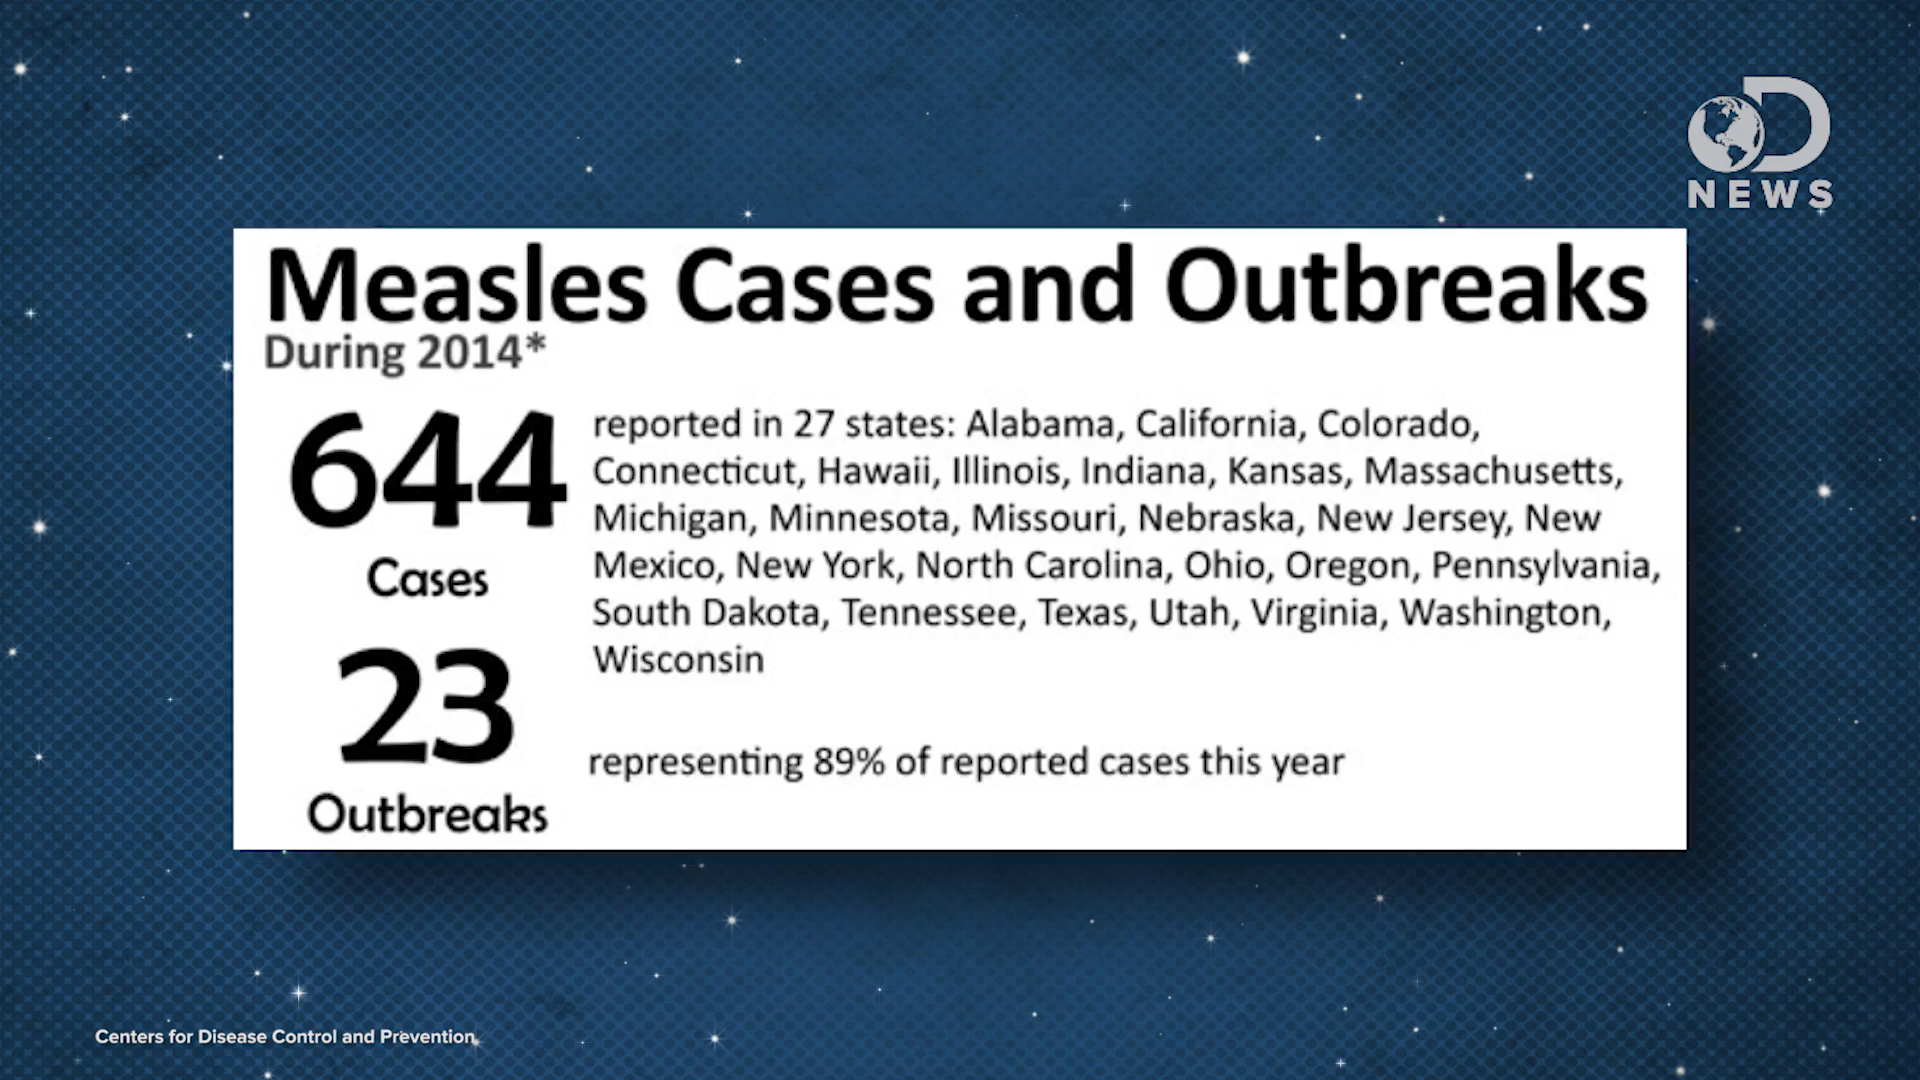 NEWS
Measles Cases and Outbreaks
During 2014*
644
Cases
reported in 27 states: Alabama, California, Colorado,
Connecticut, Hawaii, Illinois, Indiana, Kansas, Massachusetts,
Michigan, Minnesota, Missouri, Nebraska, New Jersey, New
Mexico, New York, North Carolina, Ohio, Oregon, Pennsylvania,
South Dakota, Tennessee, Texas, Utah, Virginia, Washington,
Wisconsin
23
Outbreaks
representing 89% of reported cases this year
Centers for Disease Control and Prevention